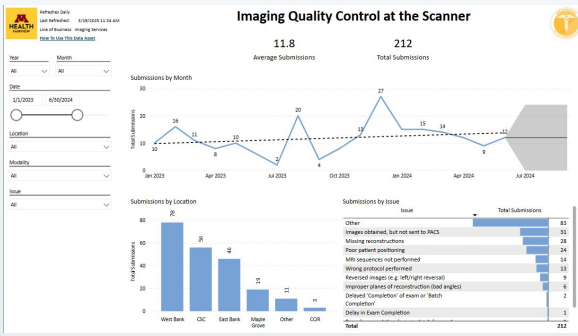 Refreshes Daily
Last Refreshed: 3/18/2025 11:34 AM
Line of Business: Imaging Services
How To Use This Data Asset
M
HEALTH
FAIRVIEW
Imaging Quality Control at the Scanner
11.8
Average Submissions
212
Total Submissions
Year
Month
All
All
Date
1/1/2023
6/30/2024
Location
All
Modality
All
Issue
All
Submissions by Month
Total Submissions
30
20
10
0
10
16
11
8
10
2
20
4
13
27
15
14
9
12
Jan 2023
Apr 2023
Jul 2023
Oct 2023
Jan 2024
Apr 2024
Jul 2024
Submissions by Location
Total Submissions
80
60
40
20
0
78
56
46
19
11
3
West Bank
CSC
East Bank
Maple
Grove
Other
CCIR
Submissions by Issue
Issue Total Submissions
Other 83
Images obtained, but not sent to PACS 31
Missing reconstructions 28
Poor patient positioning 24
MRI sequences not performed 14
Wrong protocol performed 13
Reversed images (e.g. left/right reversal) 9
Improper planes of reconstruction (bad angles) 6
Delayed 'Completion' of exam or 'Batch 2
Completion'
Delay in Exam Completion 1
Total 212